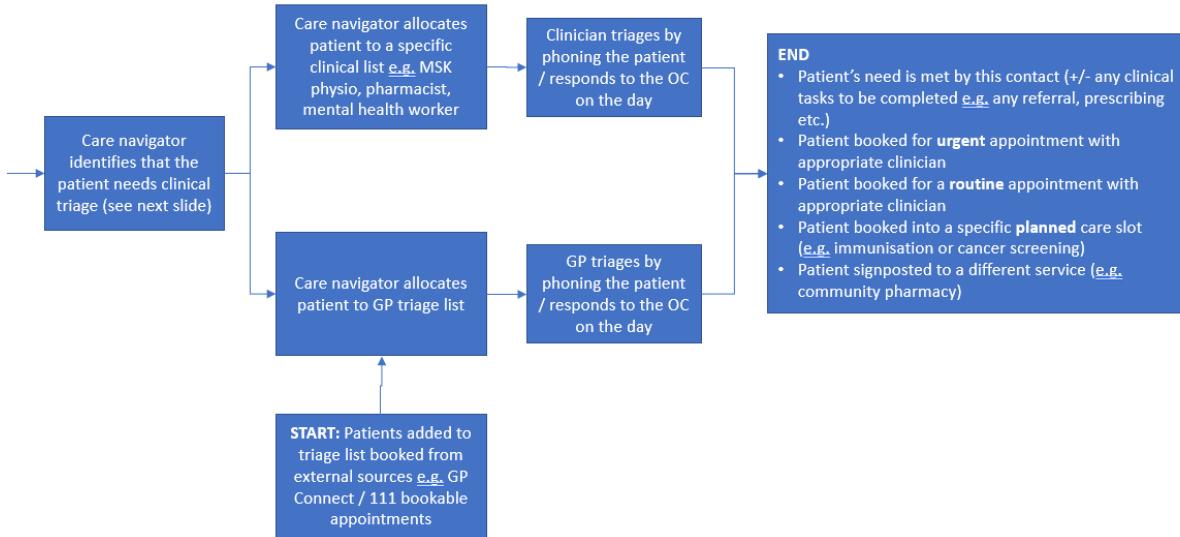 Care navigator
identifies that the
patient needs clinical
triage (see next slide)
Care navigator allocates
patient to a specific
clinical list e.g. MSK
physio, pharmacist,
mental health worker
Clinician triages by
phoning the patient
/ responds to the OC
on the day
Care navigator allocates
patient to GP triage list
GP triages by
phoning the patient
/ responds to the OC
on the day
START: Patients added to
triage list booked from
external sources e.g. GP
Connect / 111 bookable
appointments
END
• Patient's need is met by this contact (+/- any clinical
tasks to be completed e.g. any referral, prescribing
etc.)
• Patient booked for urgent appointment with
appropriate clinician
• Patient booked for a routine appointment with
appropriate clinician
• Patient booked into a specific planned care slot
(e.g. immunisation or cancer screening)
• Patient signposted to a different service (e.g.
community pharmacy)